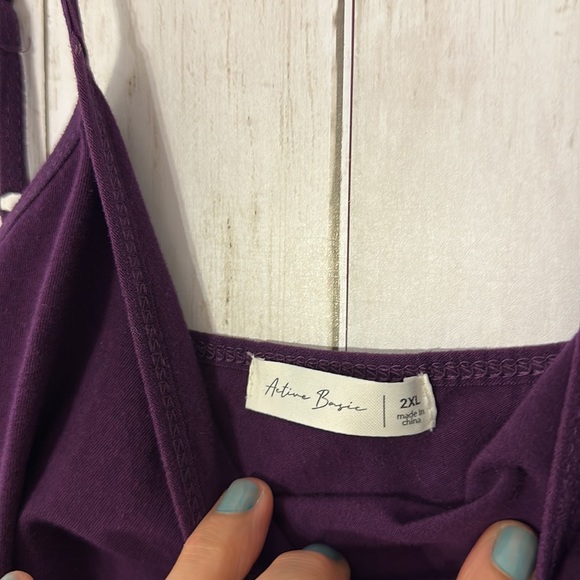 Active Basic
2XL
made in
china